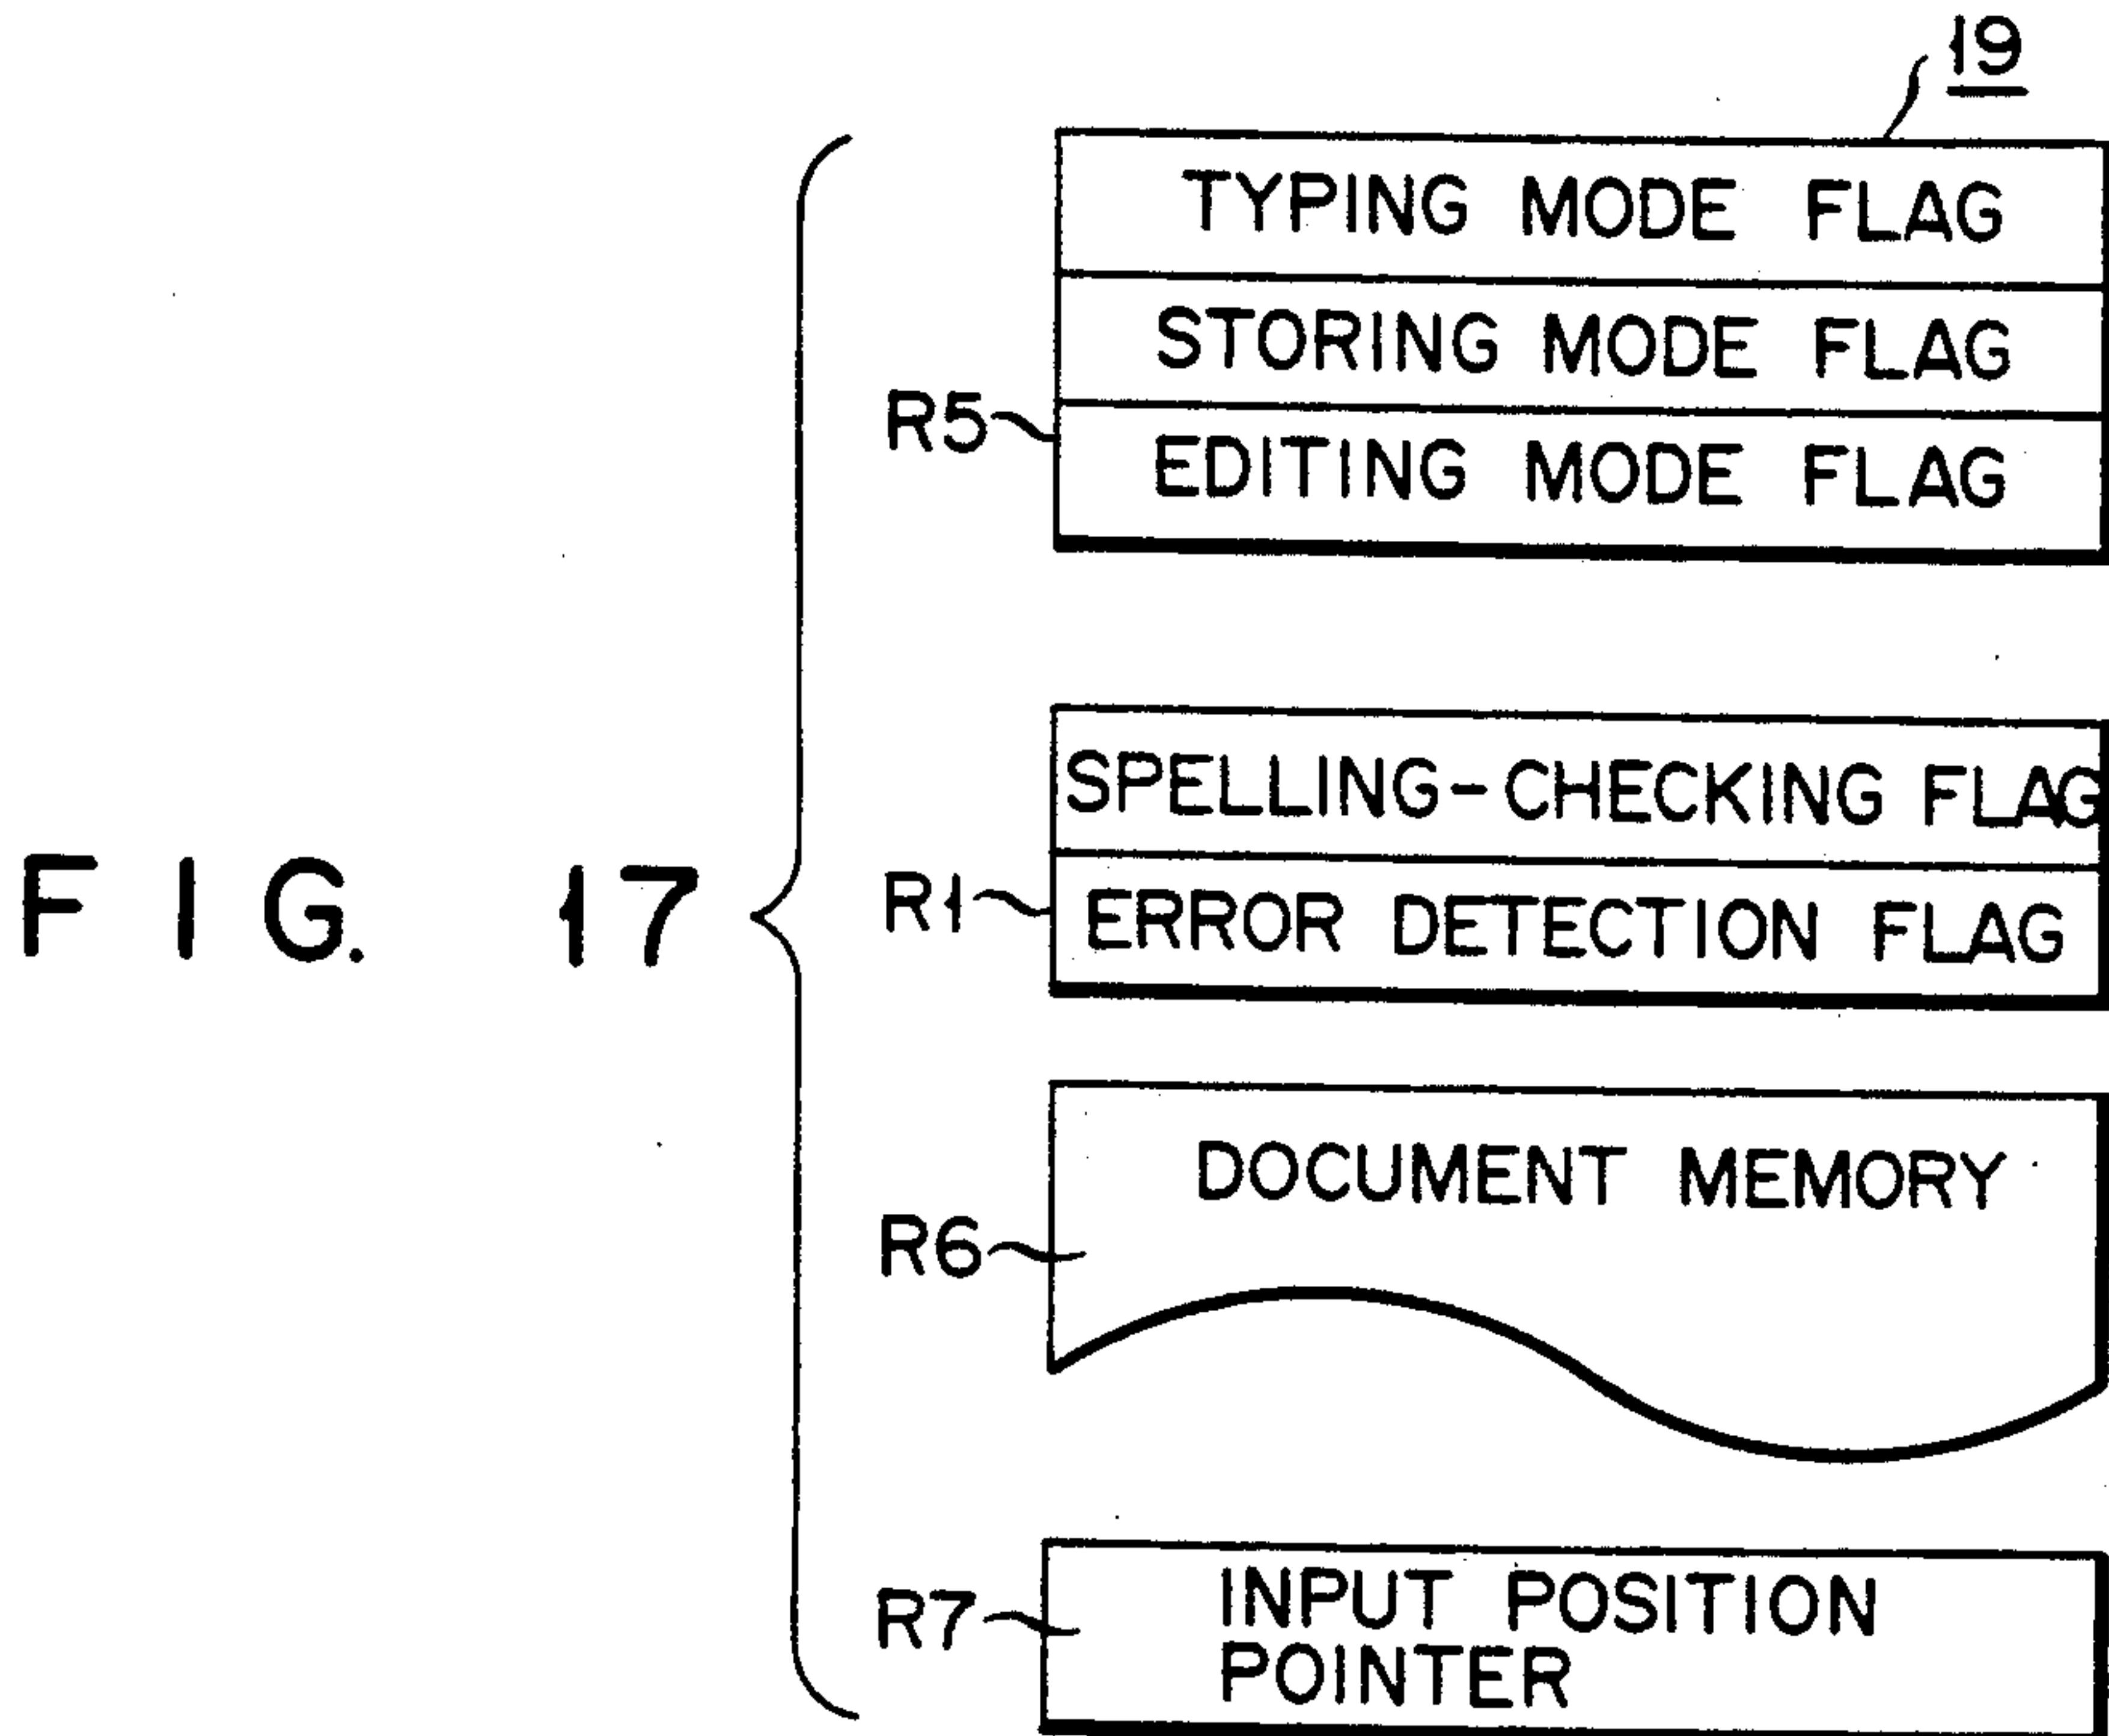 19
TYPING MODE FLAG
STORING MODE FLAG
R5
EDITING MODE FLAG
SPELLING-CHECKING FLAG
FIG. 17
R1
ERROR DETECTION FLAG
DOCUMENT MEMORY
R6
R7
INPUT POSITION
POINTER